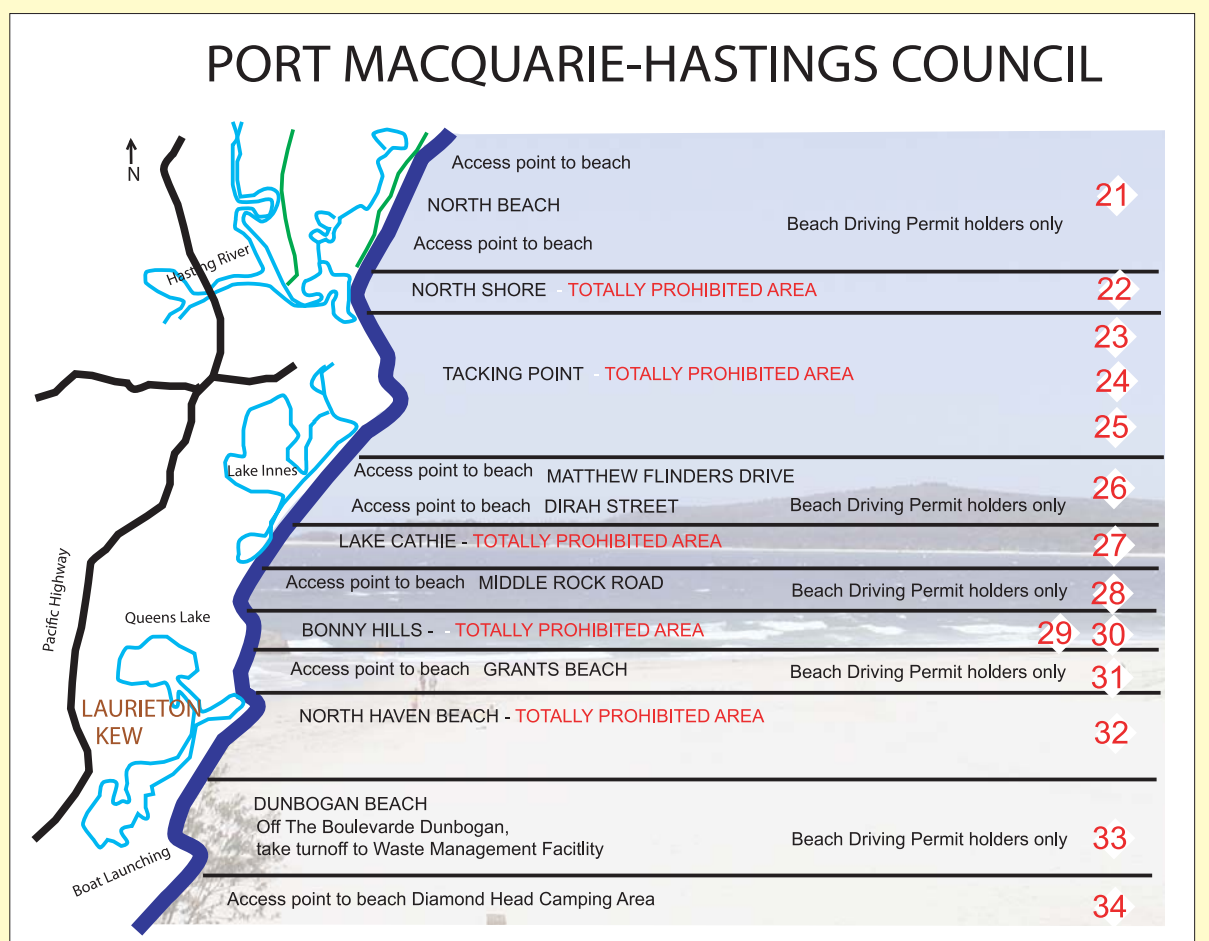 PORT MACQUARIE-HASTINGS COUNCIL
N
Access point to beach
21
NORTH BEACH
Beach Driving Permit holders only
Access point to beach
Hasting River
NORTH SHORE - TOTALLY PROHIBITED AREA
22
23
TACKING POINT - TOTALLY PROHIBITED AREA
24
25
Lake Innes
Access point to beach MATTHEW FLINDERS DRIVE
26
Access point to beach DIRAH STREET
Beach Driving Permit holders only
LAKE CATHIE - TOTALLY PROHIBITED AREA
27
Pacific Highway
Access point to beach MIDDLE ROCK ROAD
Beach Driving Permit holders only
28
Queens Lake
BONNY HILLS - - TOTALLY PROHIBITED AREA
29 30
Access point to beach GRANTS BEACH
Beach Driving Permit holders only
31
LAURIETON
KEW
NORTH HAVEN BEACH - TOTALLY PROHIBITED AREA
32
DUNBOGAN BEACH
Off The Boulevarde Dunbogan,
take turnoff to Waste Management Facitlity
Beach Driving Permit holders only
33
Boat Launching
Access point to beach Diamond Head Camping Area
34